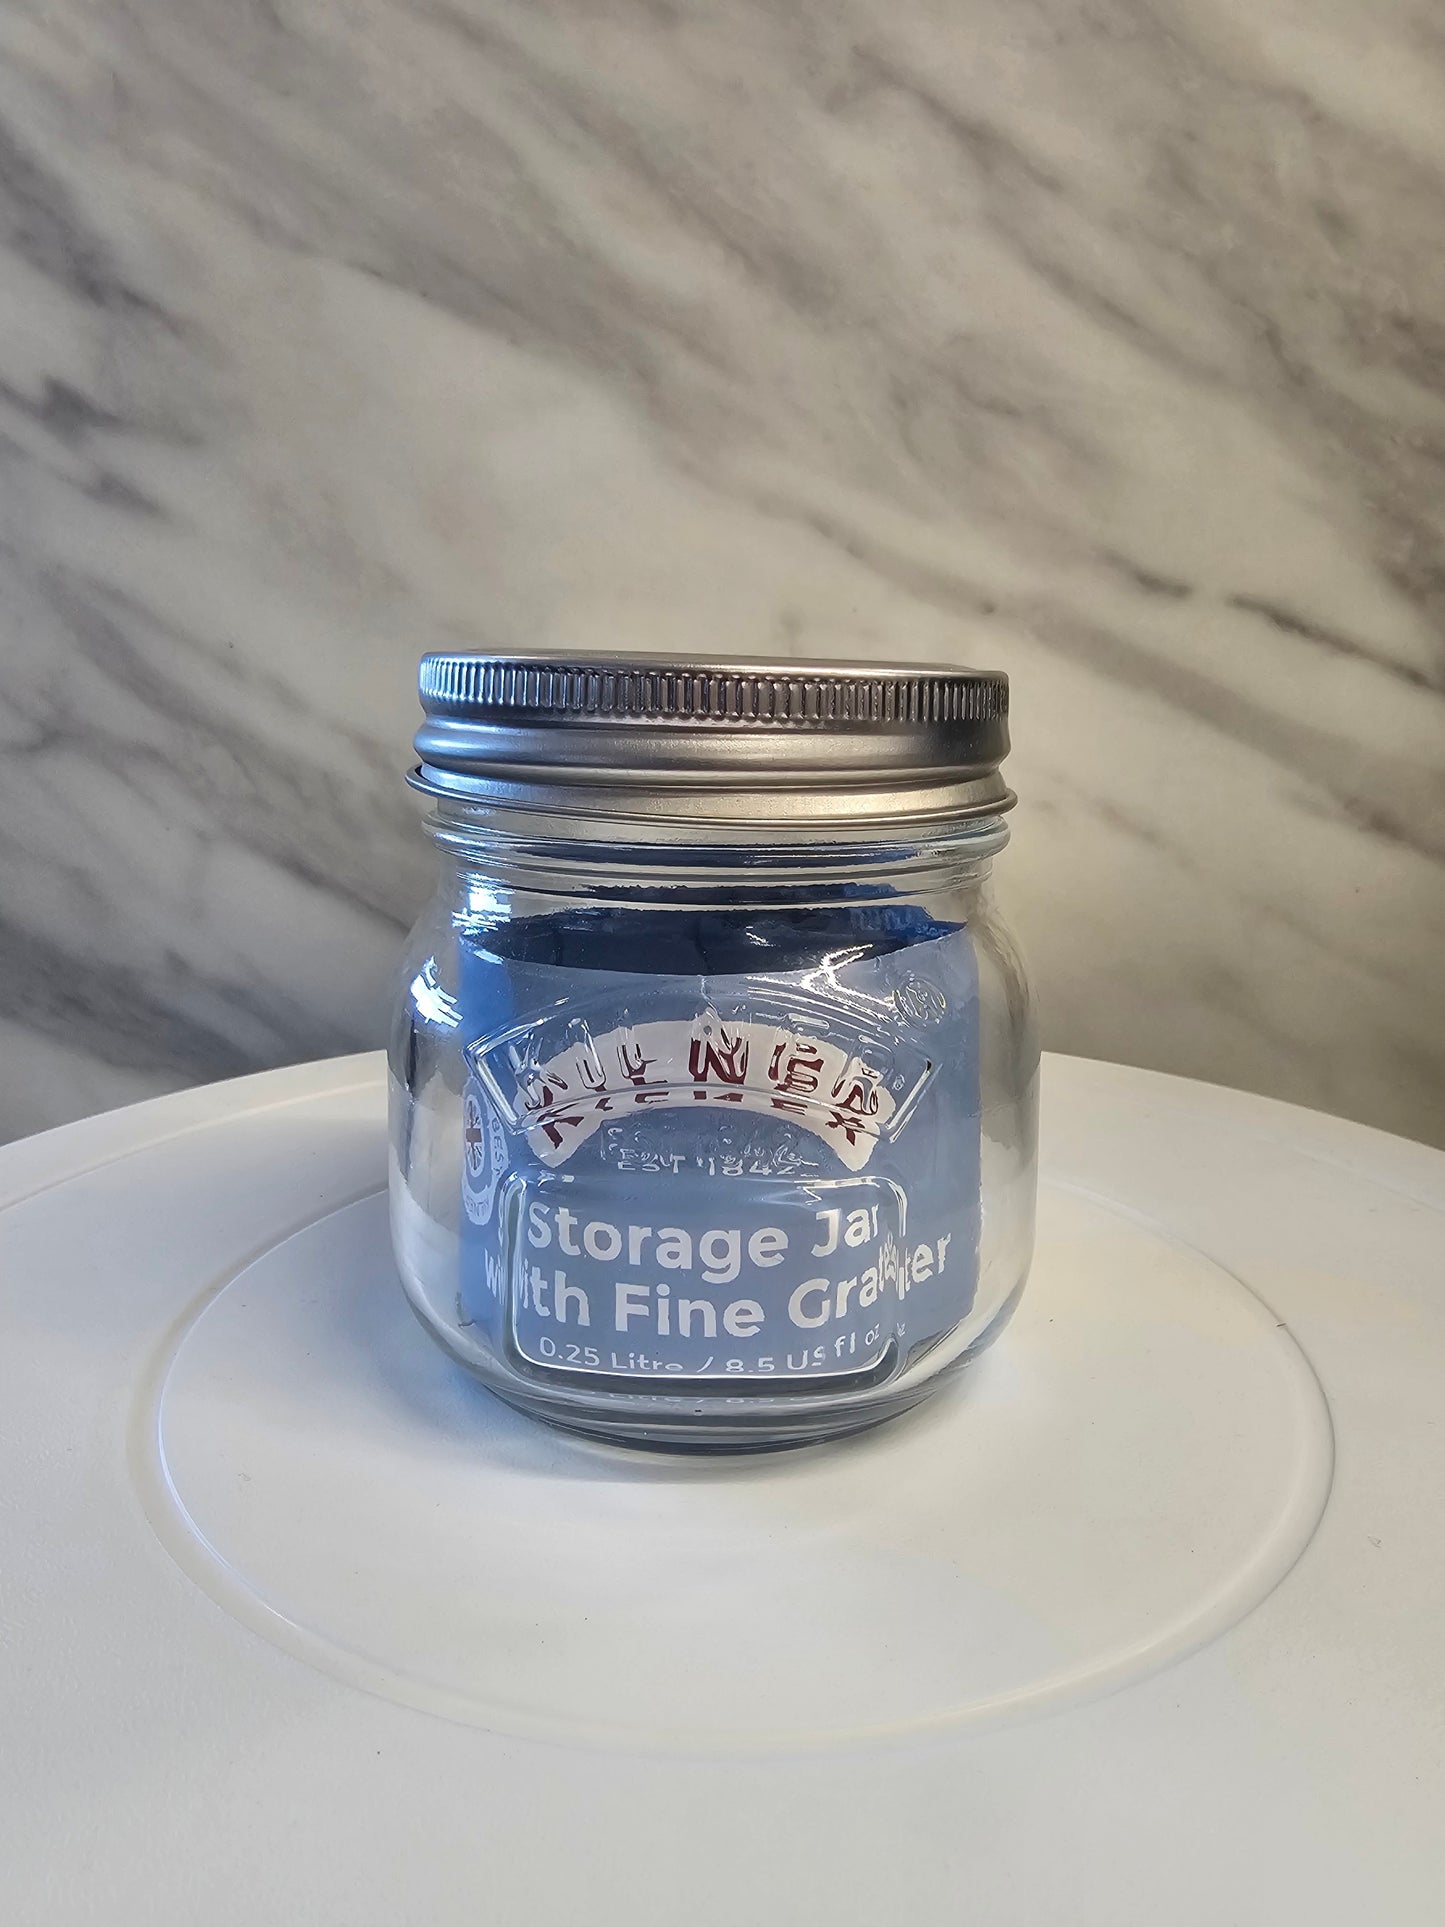 KILNER
EST 1842
Storage Jar
with Fine Grater
0.25 Litre / 8.5 US fl oz